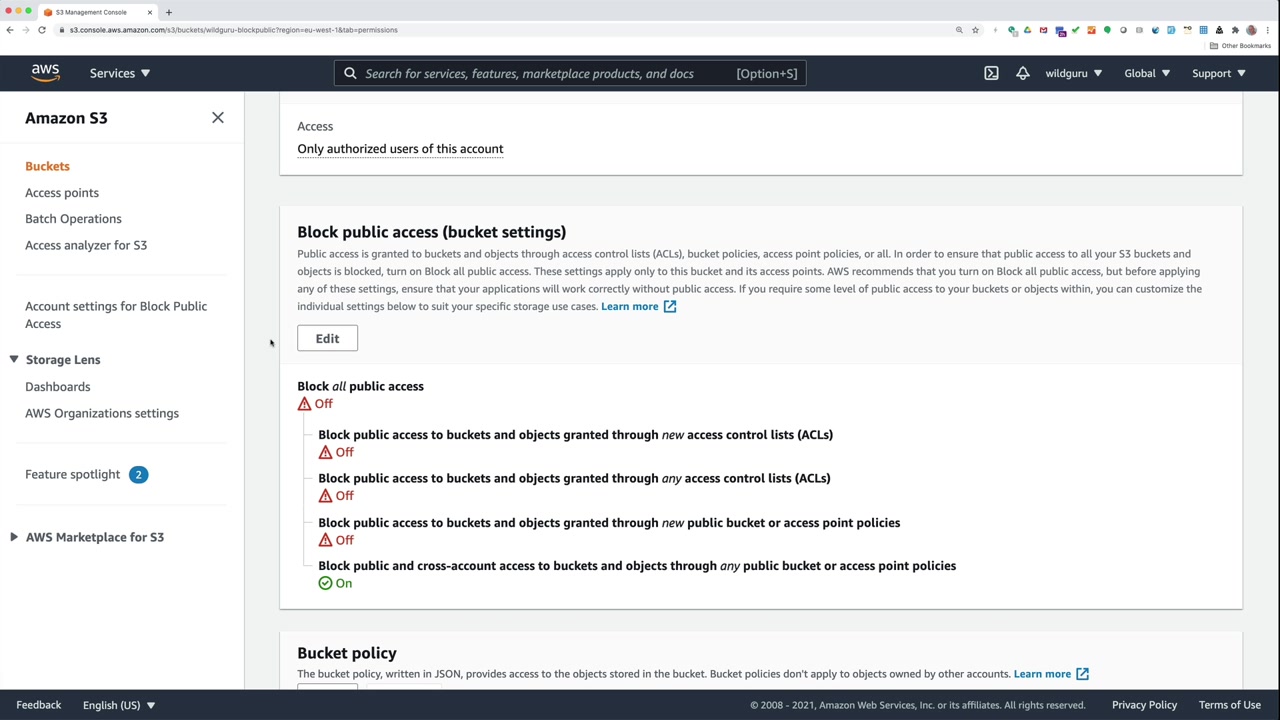 S3 Management Console
s3.console.aws.amazon.com/s3/buckets/wildguru-blockpublic?region=eu-west-1&tab=permissions
Other Bookmarks
aws
Services
Search for services, features, marketplace products, and docs
[Option+S]
wildguru
Global
Support
Amazon S3
Buckets
Access points
Batch Operations
Access analyzer for S3
Account settings for Block Public
Access
Storage Lens
Dashboards
AWS Organizations settings
Feature spotlight 2
AWS Marketplace for S3
Access
Only authorized users of this account
Block public access (bucket settings)
Public access is granted to buckets and objects through access control lists (ACLs), bucket policies, access point policies, or all. In order to ensure that public access to all your S3 buckets and
objects is blocked, turn on Block all public access. These settings apply only to this bucket and its access points. AWS recommends that you turn on Block all public access, but before applying
any of these settings, ensure that your applications will work correctly without public access. If you require some level of public access to your buckets or objects within, you can customize the
individual settings below to suit your specific storage use cases. Learn more
Edit
Block all public access
Off
Block public access to buckets and objects granted through new access control lists (ACLs)
Off
Block public access to buckets and objects granted through any access control lists (ACLs)
Off
Block public access to buckets and objects granted through new public bucket or access point policies
Off
Block public and cross-account access to buckets and objects through any public bucket or access point policies
On
Bucket policy
The bucket policy, written in JSON, provides access to the objects stored in the bucket. Bucket policies don't apply to objects owned by other accounts. Learn more
Feedback
English (US)
© 2008 - 2021, Amazon Web Services, Inc. or its affiliates. All rights reserved.
Privacy Policy
Terms of Use